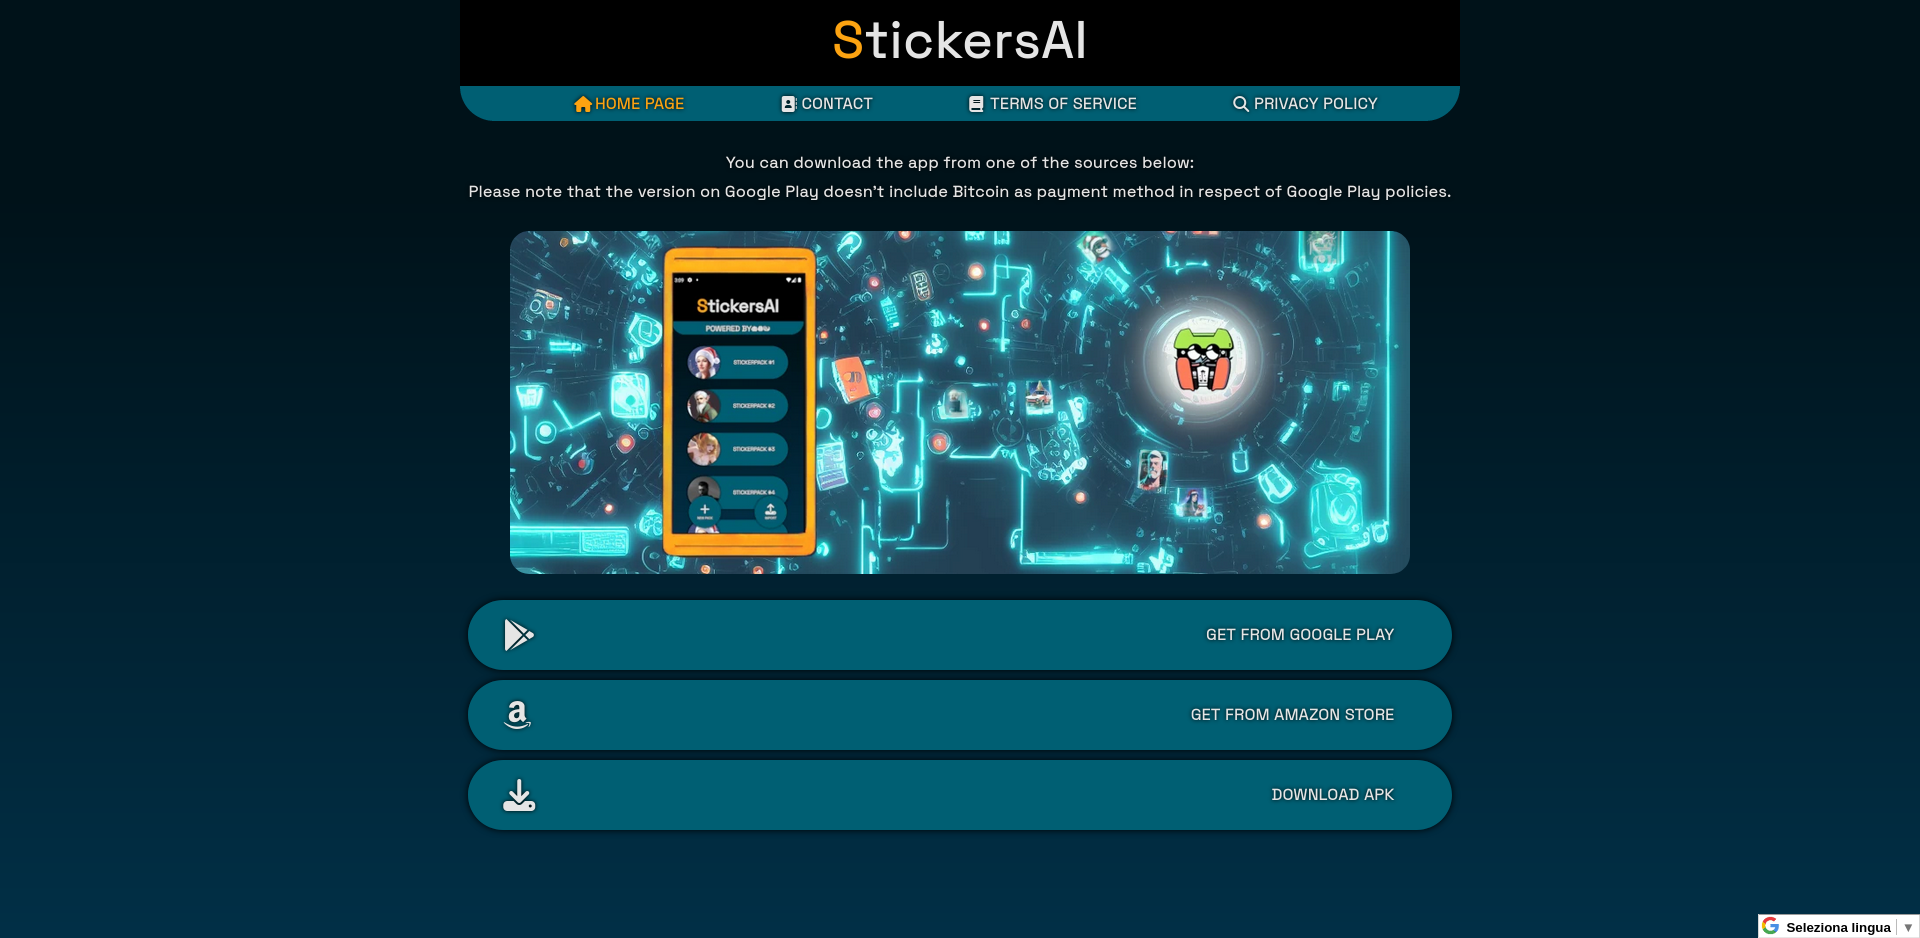 StickersAI
HOME PAGE
CONTACT
TERMS OF SERVICE
PRIVACY POLICY
You can download the app from one of the sources below:
Please note that the version on Google Play doesn't include Bitcoin as payment method in respect of Google Play policies.
StickersAI
POWERED BY
STICKERPACK #1
STICKERPACK #2
STICKERPACK #3
STICKERPACK #4
GET FROM GOOGLE PLAY
GET FROM AMAZON STORE
DOWNLOAD APK
Seleziona lingua